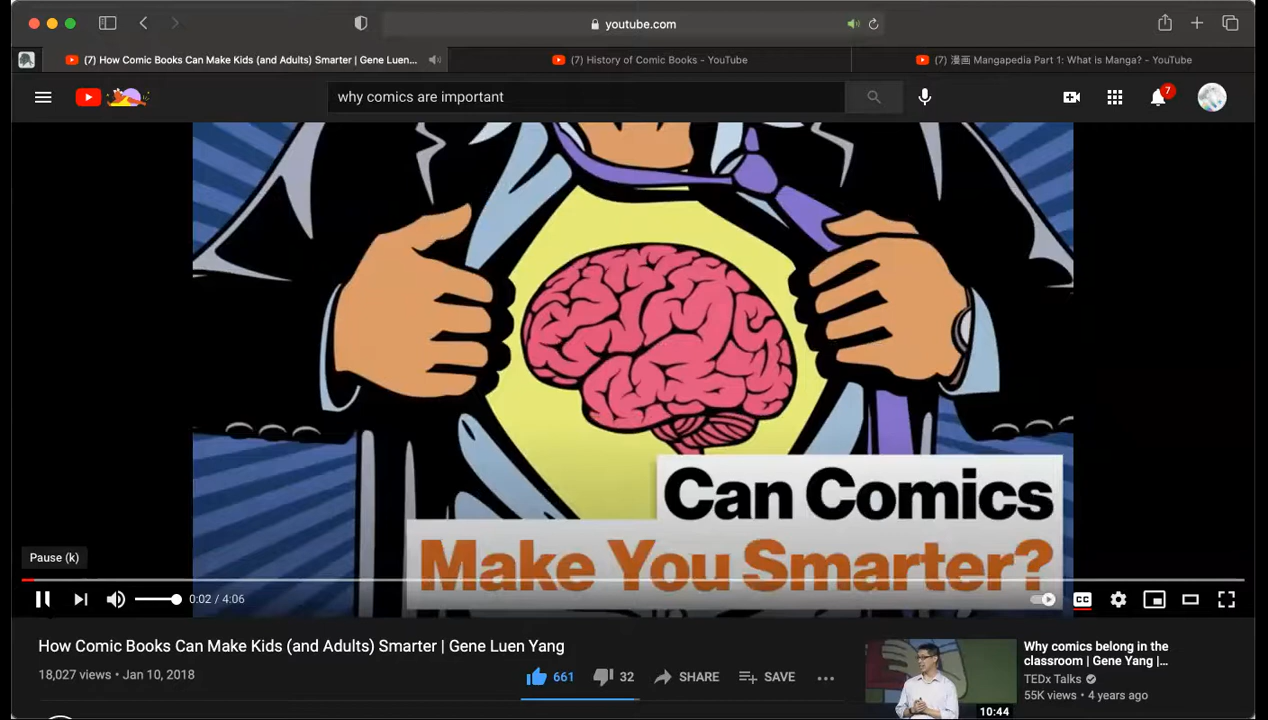 youtube.com
(7) How Comic Books Can Make Kids (and Adults) Smarter | Gene Luen...
(7) History of Comic Books - YouTube
(7) 漫画 Mangapedia Part 1: What is Manga? - YouTube
why comics are important
7
Can Comics
Make You Smarter?
Pause (k)
0:02 / 4:06
CC
How Comic Books Can Make Kids (and Adults) Smarter | Gene Luen Yang
18,027 views • Jan 10, 2018
661
32
SHARE
SAVE
10:44
Why comics belong in the
classroom | Gene Yang |...
TEDx Talks
55K views • 4 years ago